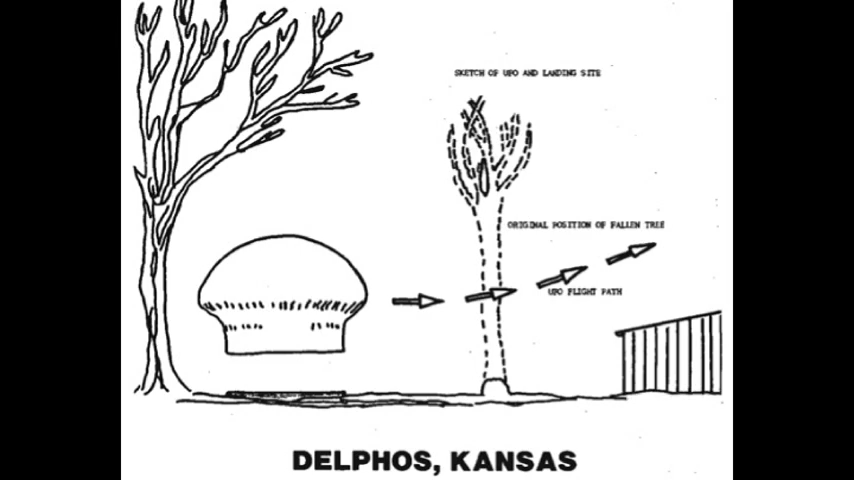 SKETCH OF UFO AND LANDING SITE
ORIGINAL POSITION OF FALLEN TREE
UFO FLIGHT PATH
DELPHOS, KANSAS